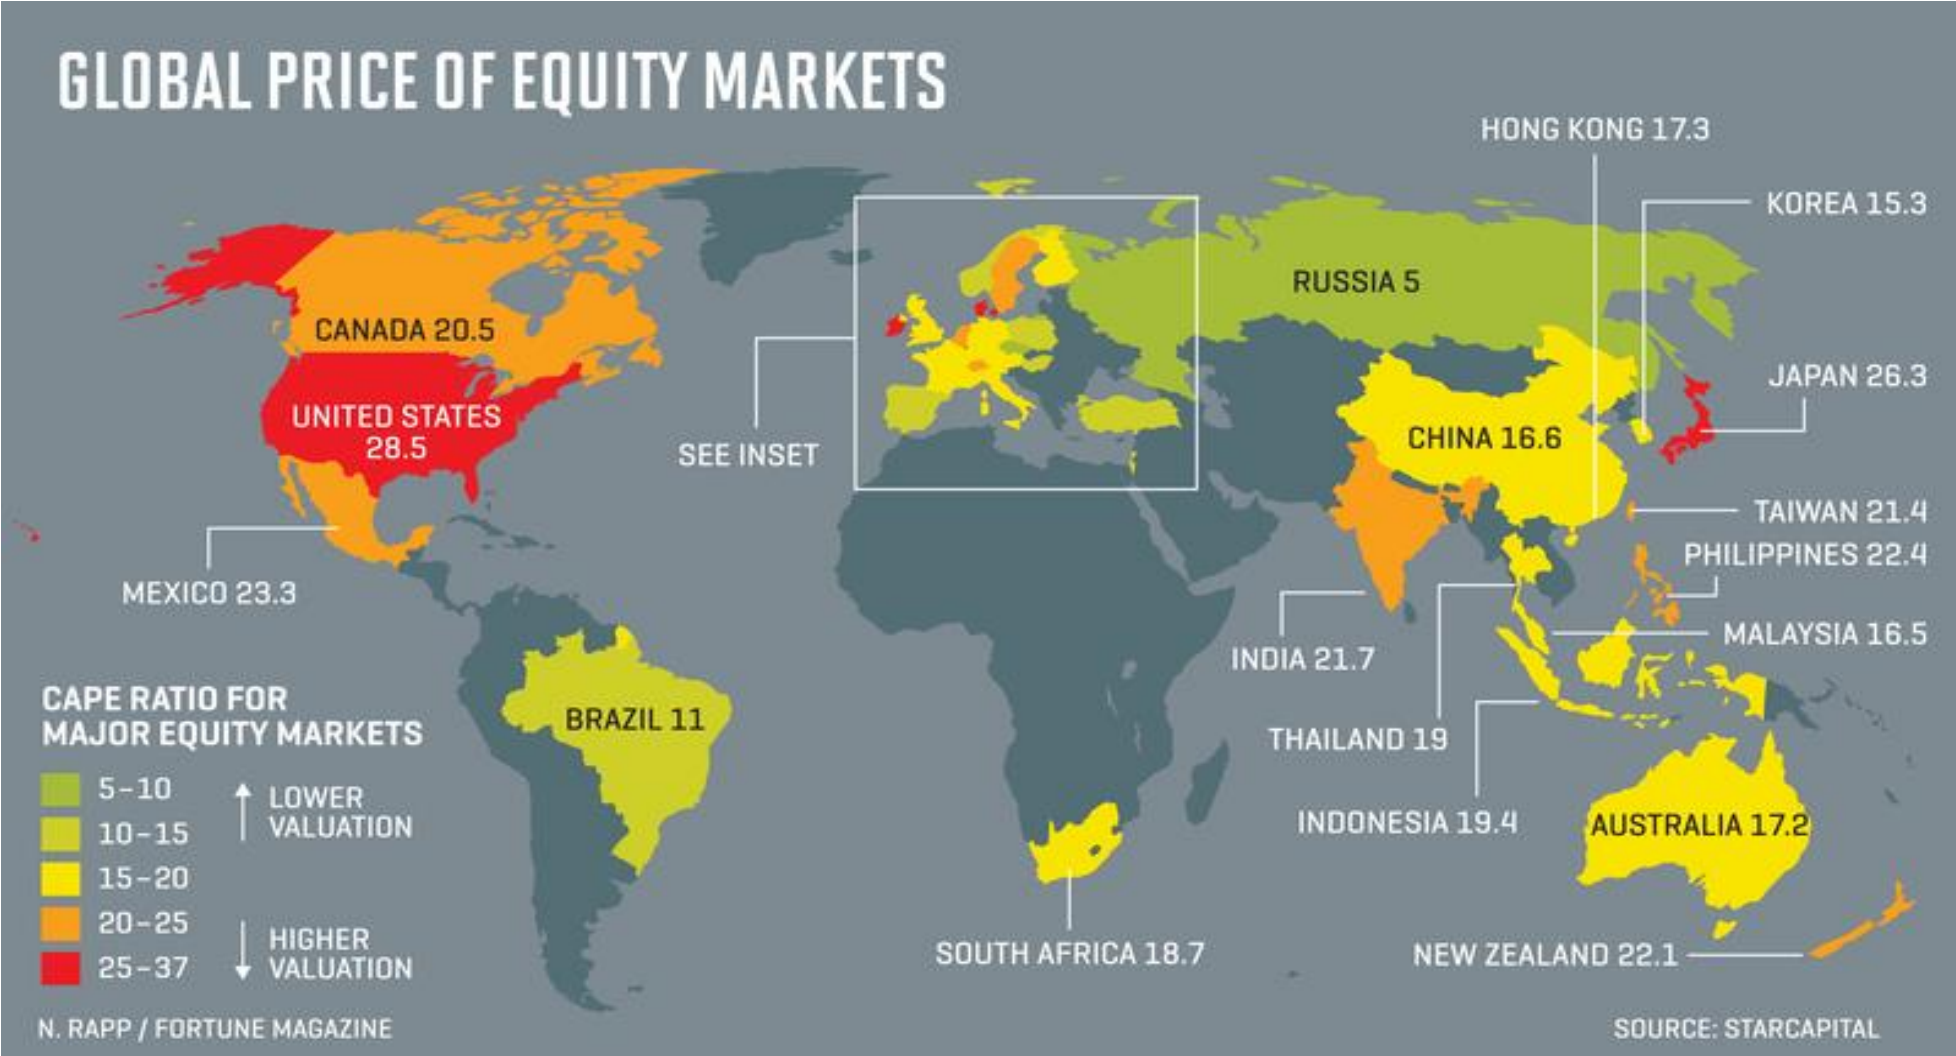 GLOBAL PRICE OF EQUITY MARKETS
HONG KONG 17.3
KOREA 15.3
RUSSIA 5
CANADA 20.5
JAPAN 26.3
UNITED STATES
28.5
CHINA 16.6
SEE INSET
TAIWAN 21.4
PHILIPPINES 22.4
MEXICO 23.3
MALAYSIA 16.5
INDIA 21.7
CAPE RATIO FOR
MAJOR EQUITY MARKETS
BRAZIL 11
THAILAND 19
5–10
LOWER
VALUATION
10–15
INDONESIA 19.4
AUSTRALIA 17.2
15–20
20–25
HIGHER
VALUATION
25–37
SOUTH AFRICA 18.7
NEW ZEALAND 22.1
N. RAPP / FORTUNE MAGAZINE
SOURCE: STARCAPITAL